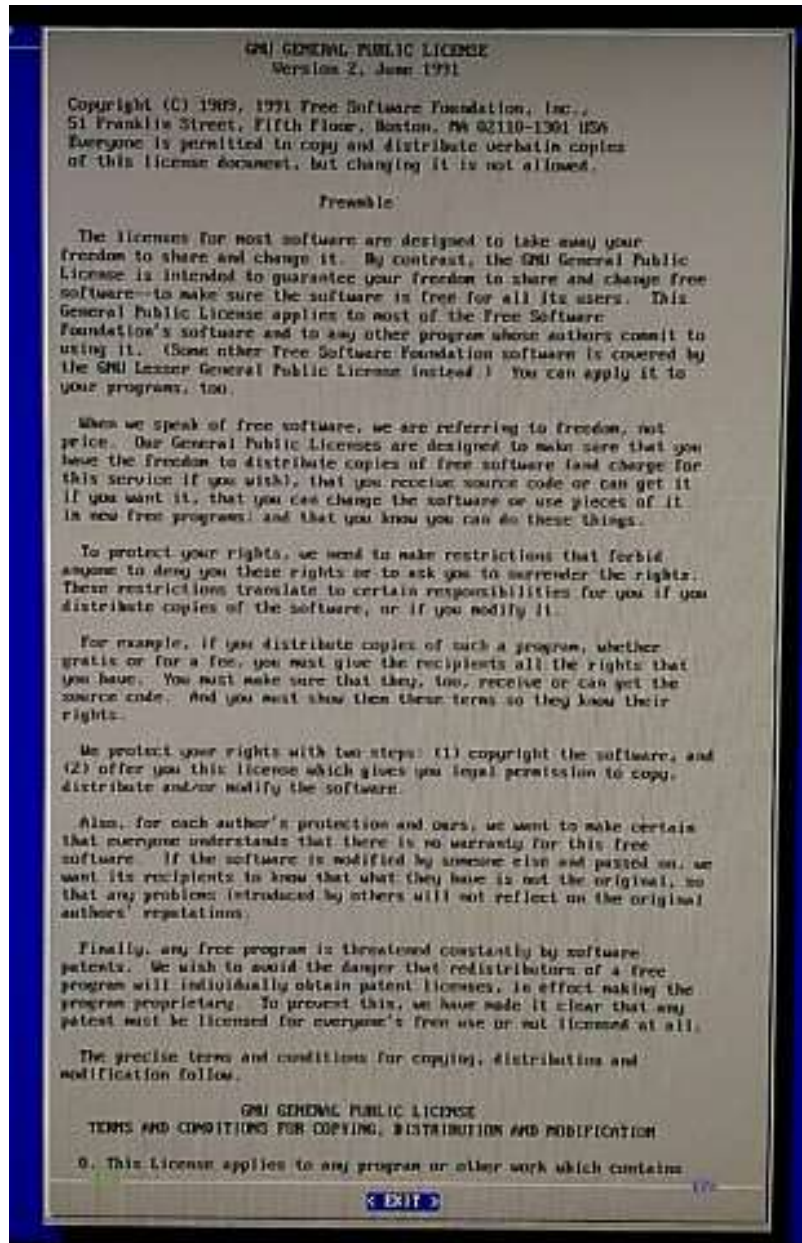 GNU GENERAL PUBLIC LICENSE
Version 2, June 1991
Copyright (C) 1989, 1991 Free Software Foundation, Inc.,
51 Franklin Street, Fifth Floor, Boston, MA 02110-1301 USA
Everyone is permitted to copy and distribute verbatim copies
of this license document, but changing it is not allowed.
Preamble
The licenses for most software are designed to take away your
freedom to share and change it. By contrast, the GNU General Public
License is intended to guarantee your freedom to share and change free
software--to make sure the software is free for all its users. This
General Public License applies to most of the Free Software
Foundation's software and to any other program whose authors commit to
using it. (Some other Free Software Foundation software is covered by
the GNU Lesser General Public License instead.) You can apply it to
your programs, too.
When we speak of free software, we are referring to freedom, not
price. Our General Public Licenses are designed to make sure that you
have the freedom to distribute copies of free software (and charge for
this service if you wish), that you receive source code or can get it
if you want it, that you can change the software or use pieces of it
in new free programs; and that you know you can do these things.
To protect your rights, we need to make restrictions that forbid
anyone to deny you these rights or to ask you to surrender the rights.
These restrictions translate to certain responsibilities for you if you
distribute copies of the software, or if you modify it.
For example, if you distribute copies of such a program, whether
gratis or for a fee, you must give the recipients all the rights that
you have. You must make sure that they, too, receive or can get the
source code. And you must show them these terms so they know their
rights.
We protect your rights with two steps: (1) copyright the software, and
(2) offer you this license which gives you legal permission to copy,
distribute and/or modify the software.
Also, for each author's protection and ours, we want to make certain
that everyone understands that there is no warranty for this free
software. If the software is modified by someone else and passed on, we
want its recipients to know that what they have is not the original, so
that any problems introduced by others will not reflect on the original
authors' reputations.
Finally, any free program is threatened constantly by software
patents. We wish to avoid the danger that redistributors of a free
program will individually obtain patent licenses, in effect making the
program proprietary. To prevent this, we have made it clear that any
patent must be licensed for everyone's free use or not licensed at all.
The precise terms and conditions for copying, distribution and
modification follow.
GNU GENERAL PUBLIC LICENSE
TERMS AND CONDITIONS FOR COPYING, DISTRIBUTION AND MODIFICATION
0. This License applies to any program or other work which contains
< EXIT >